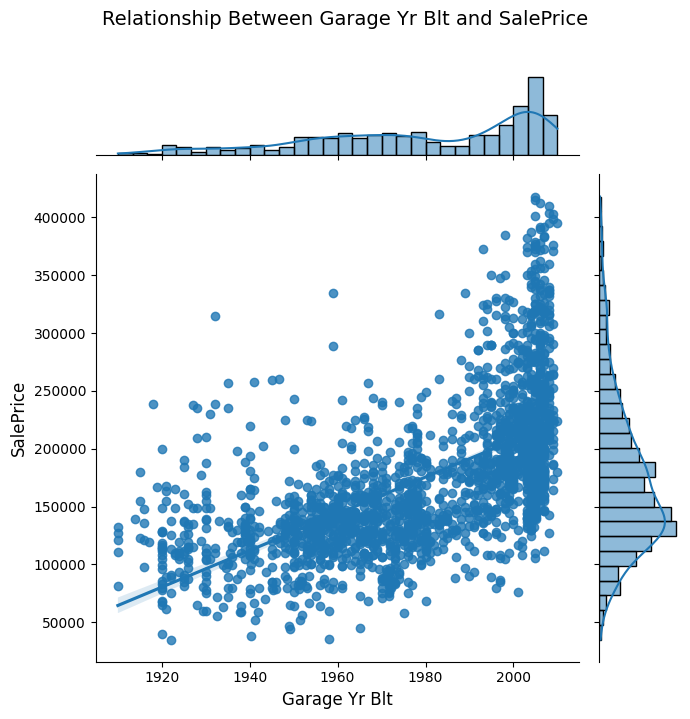 Relationship Between Garage Yr Blt and SalePrice
400000
350000
300000
250000
200000
150000
100000
50000
SalePrice
1920 1940 1960 1980 2000
Garage Yr Blt